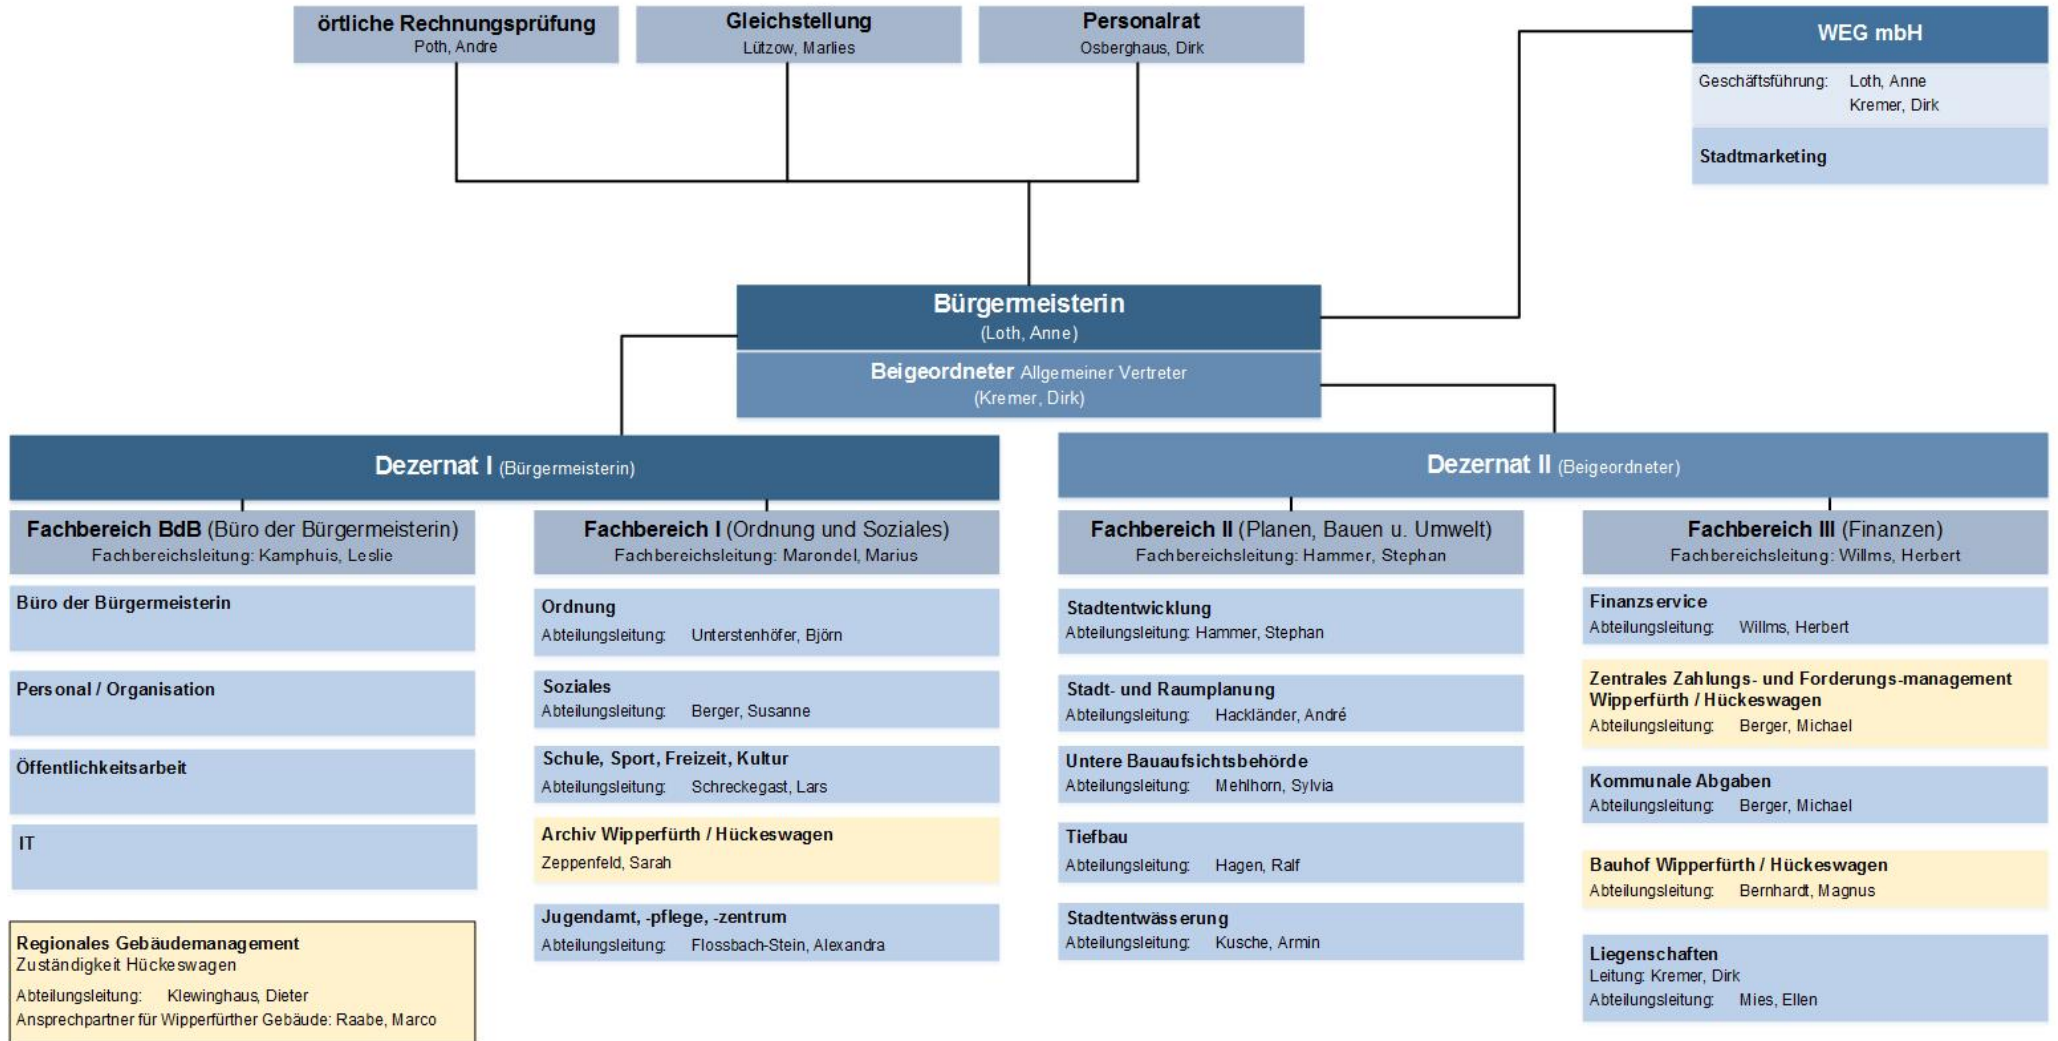 örtliche Rechnungsprüfung
Poth, Andre
Gleichstellung
Lützow, Marlies
Personalrat
Osberghaus, Dirk
WEG mbH
Geschäftsführung: Loth, Anne
Kremer, Dirk
Stadtmarketing
Bürgermeisterin
(Loth, Anne)
Beigeordneter Allgemeiner Vertreter
(Kremer, Dirk)
Dezernat I (Bürgermeisterin)
Dezernat II (Beigeordneter)
Fachbereich BdB (Büro der Bürgermeisterin)
Fachbereichsleitung: Kamphuis, Leslie
Büro der Bürgermeisterin
Personal / Organisation
Öffentlichkeitsarbeit
IT
Regionales Gebäudemanagement
Zuständigkeit Hückeswagen
Abteilungsleitung: Klewinghaus, Dieter
Ansprechpartner für Wipperfürther Gebäude: Raabe, Marco
Fachbereich I (Ordnung und Soziales)
Fachbereichsleitung: Marondel, Marius
Ordnung
Abteilungsleitung: Unterstenhöfer, Björn
Soziales
Abteilungsleitung: Berger, Susanne
Schule, Sport, Freizeit, Kultur
Abteilungsleitung: Schreckegast, Lars
Archiv Wipperfürth / Hückeswagen
Zeppenfeld, Sarah
Jugendamt, -pflege, -zentrum
Abteilungsleitung: Flossbach-Stein, Alexandra
Fachbereich II (Planen, Bauen u. Umwelt)
Fachbereichsleitung: Hammer, Stephan
Stadtentwicklung
Abteilungsleitung: Hammer, Stephan
Stadt- und Raumplanung
Abteilungsleitung: Hackländer, André
Untere Bauaufsichtsbehörde
Abteilungsleitung: Mehlhorn, Sylvia
Tiefbau
Abteilungsleitung: Hagen, Ralf
Stadtentwässerung
Abteilungsleitung: Kusche, Armin
Fachbereich III (Finanzen)
Fachbereichsleitung: Willms, Herbert
Finanzservice
Abteilungsleitung: Willms, Herbert
Zentrales Zahlungs- und Forderungs-management
Wipperfürth / Hückeswagen
Abteilungsleitung: Berger, Michael
Kommunale Abgaben
Abteilungsleitung: Berger, Michael
Bauhof Wipperfürth / Hückeswagen
Abteilungsleitung: Bernhardt, Magnus
Liegenschaften
Leitung: Kremer, Dirk
Abteilungsleitung: Mies, Ellen